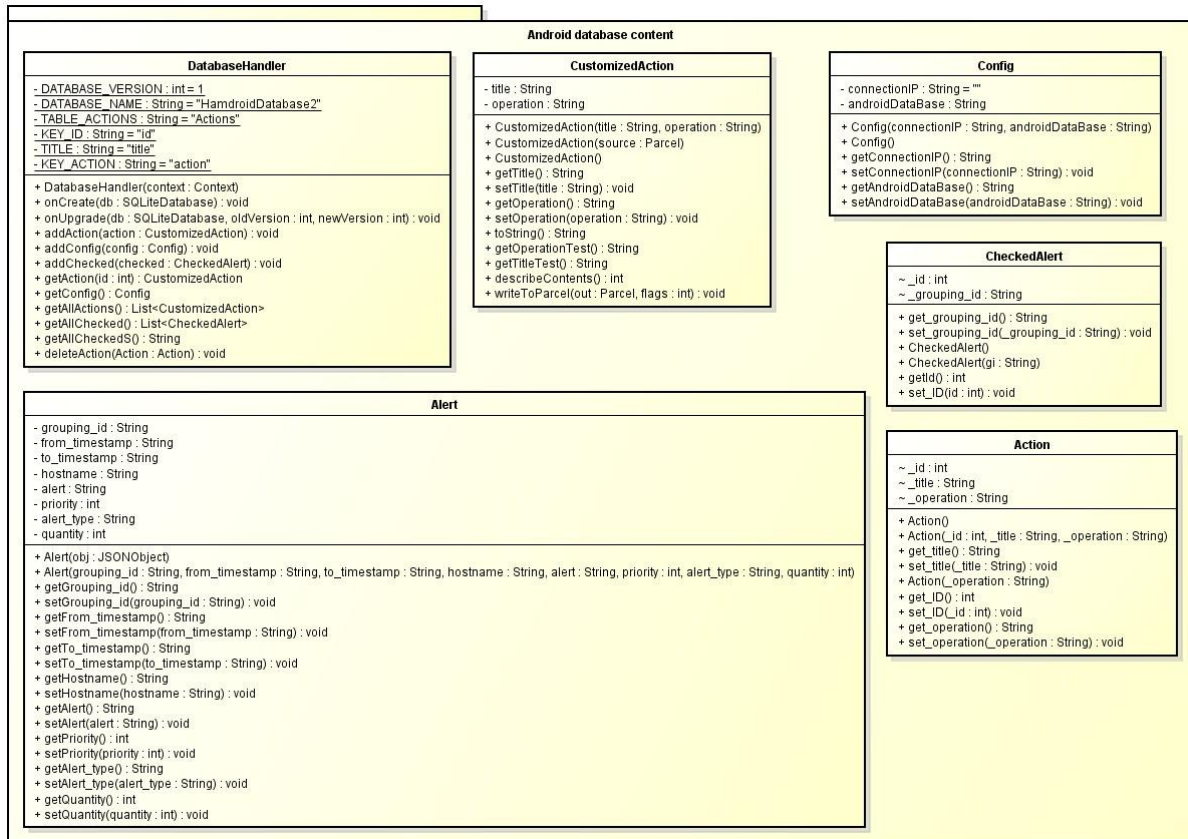 Android database content
DatabaseHandler
- DATABASE_VERSION : int = 1
- DATABASE_NAME : String = "HamdroidDatabase2"
- TABLE_ACTIONS : String = "Actions"
- KEY_ID : String = "id"
- TITLE : String = "title"
- KEY_ACTION : String = "action"
+ DatabaseHandler(context : Context)
+ onCreate(db : SQLiteDatabase) : void
+ onUpgrade(db : SQLiteDatabase, oldVersion : int, newVersion : int) : void
+ addAction(action : CustomizedAction) : void
+ addConfig(config : Config) : void
+ addChecked(checked : CheckedAlert) : void
+ getAction(id : int) : CustomizedAction
+ getConfig() : Config
+ getAllActions() : List<CustomizedAction>
+ getAllChecked() : List<CheckedAlert>
+ getAllCheckedS() : String
+ deleteAction(Action : Action) : void
CustomizedAction
- title : String
- operation : String
+ CustomizedAction(title : String, operation : String)
+ CustomizedAction(source : Parcel)
+ CustomizedAction()
+ getTitle() : String
+ setTitle(title : String) : void
+ getOperation() : String
+ setOperation(operation : String) : void
+ toString() : String
+ getOperationTest() : String
+ getTitleTest() : String
+ describeContents() : int
+ writeToParcel(out : Parcel, flags : int) : void
Config
- connectionIP : String = ""
- androidDataBase : String
+ Config(connectionIP : String, androidDataBase : String)
+ Config()
+ getConnectionIP() : String
+ setConnectionIP(connectionIP : String) : void
+ getAndroidDataBase() : String
+ setAndroidDataBase(androidDataBase : String) : void
CheckedAlert
~ _id : int
~ _grouping_id : String
+ get_grouping_id() : String
+ set_grouping_id(_grouping_id : String) : void
+ CheckedAlert()
+ CheckedAlert(gi : String)
+ getId() : int
+ set_ID(id : int) : void
Alert
- grouping_id : String
- from_timestamp : String
- to_timestamp : String
- hostname : String
- alert : String
- priority : int
- alert_type : String
- quantity : int
+ Alert(obj : JSONObject)
+ Alert(grouping_id : String, from_timestamp : String, to_timestamp : String, hostname : String, alert : String, priority : int, alert_type : String, quantity : int)
+ getGrouping_id() : String
+ setGrouping_id(grouping_id : String) : void
+ getFrom_timestamp() : String
+ setFrom_timestamp(from_timestamp : String) : void
+ getTo_timestamp() : String
+ setTo_timestamp(to_timestamp : String) : void
+ getHostname() : String
+ setHostname(hostname : String) : void
+ getAlert() : String
+ setAlert(alert : String) : void
+ getPriority() : int
+ setPriority(priority : int) : void
+ getAlert_type() : String
+ setAlert_type(alert_type : String) : void
+ getQuantity() : int
+ setQuantity(quantity : int) : void
Action
~ _id : int
~ _title : String
~ _operation : String
+ Action()
+ Action(_id : int, _title : String, _operation : String)
+ get_title() : String
+ set_title(_title : String) : void
+ Action(_operation : String)
+ get_ID() : int
+ set_ID(_id : int) : void
+ get_operation() : String
+ set_operation(_operation : String) : void